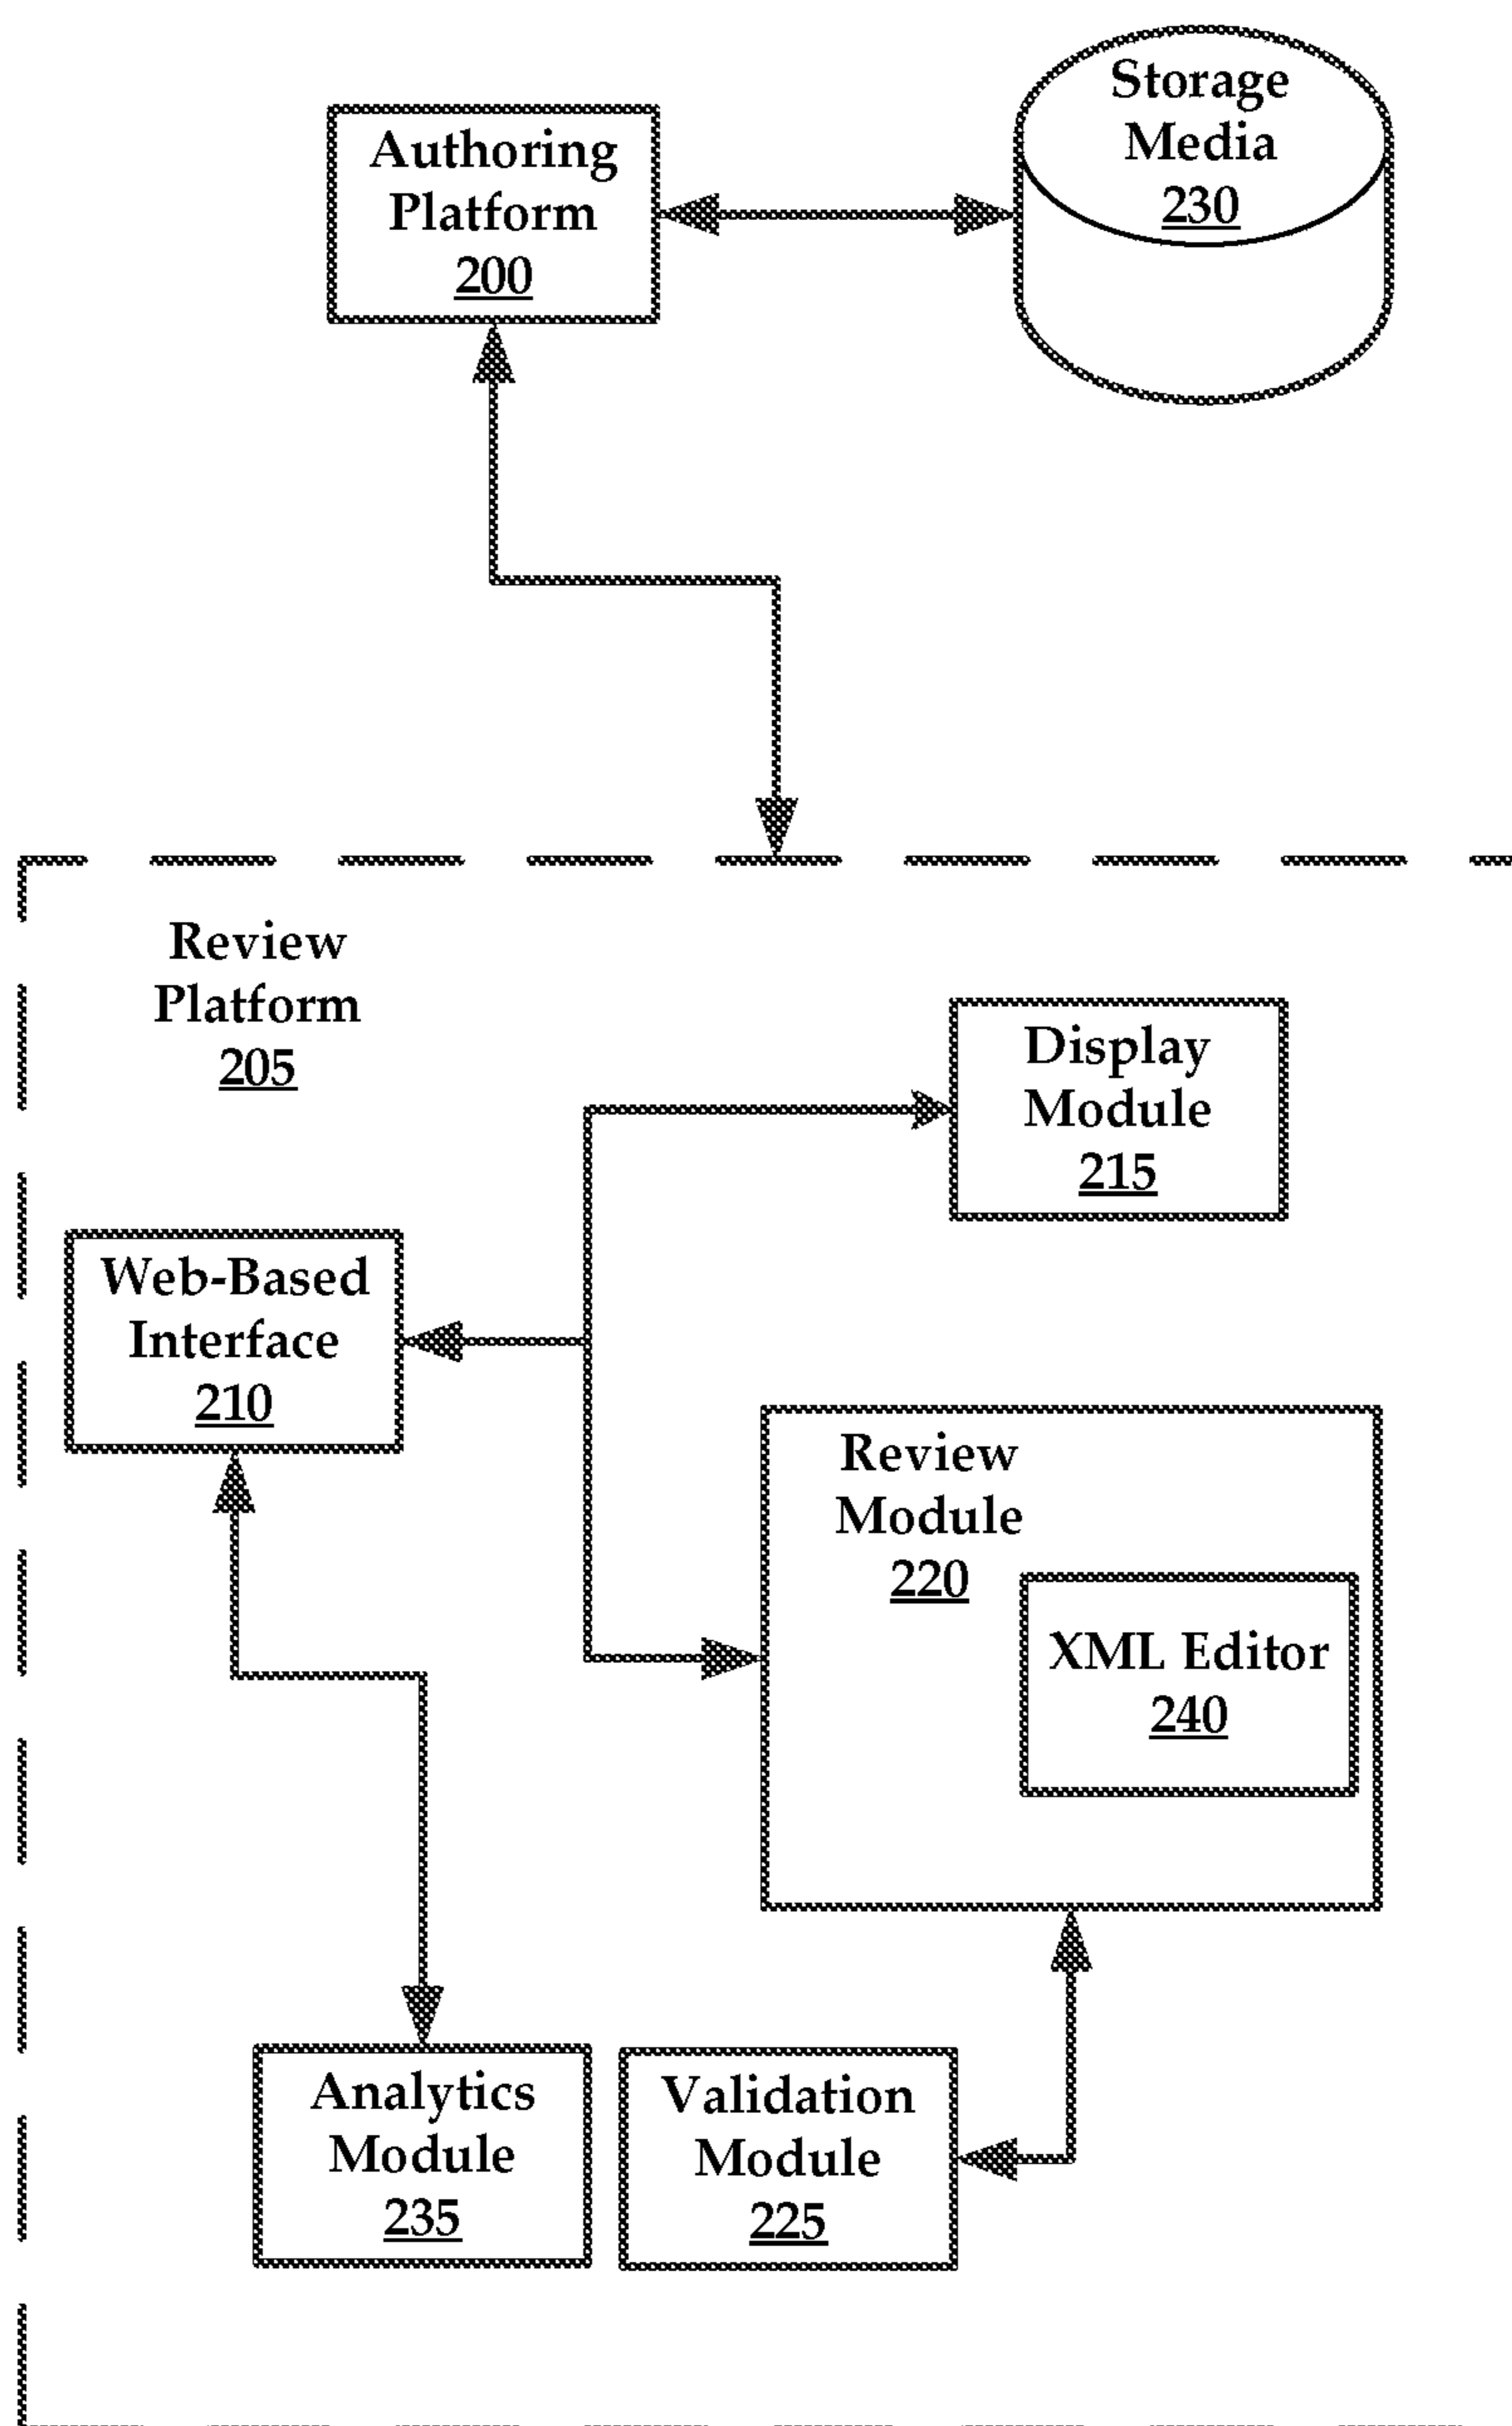 Authoring
Platform
200
Storage
Media
230
Review
Platform
205
Display
Module
215
Web-Based
Interface
210
Review
Module
220
XML Editor
240
Analytics
Module
235
Validation
Module
225